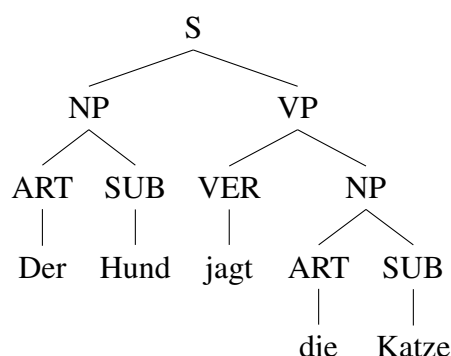 S
NP VP
ART SUB VER NP
Der Hund jagt ART SUB
die Katze